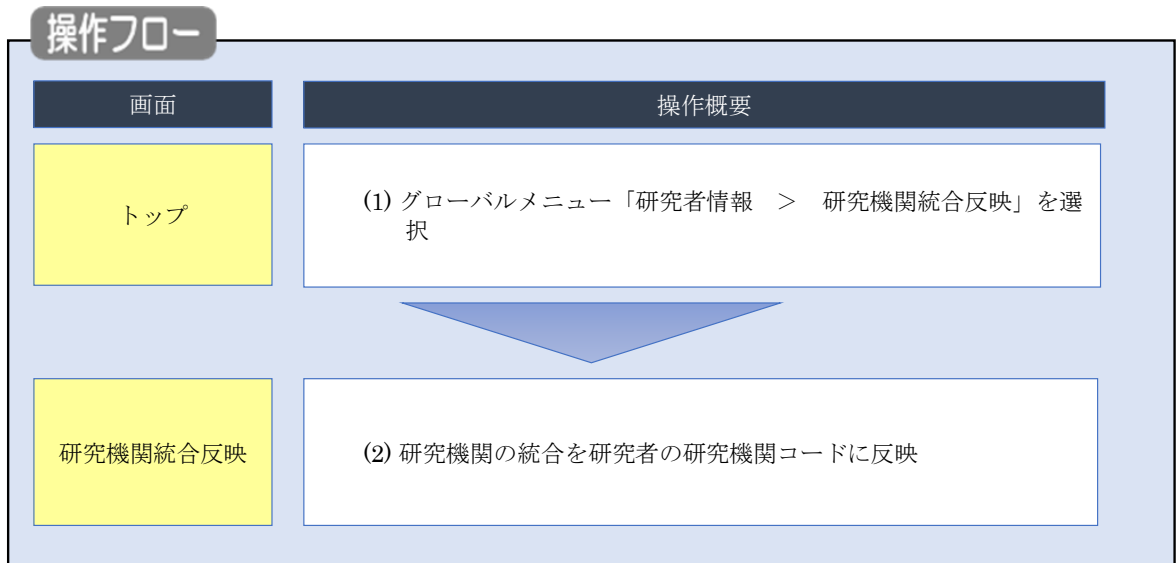 操作フロー
画面
操作概要
トップ
(1) グローバルメニュー「研究者情報　＞　研究機関統合反映」を選
択
研究機関統合反映
(2) 研究機関の統合を研究者の研究機関コードに反映